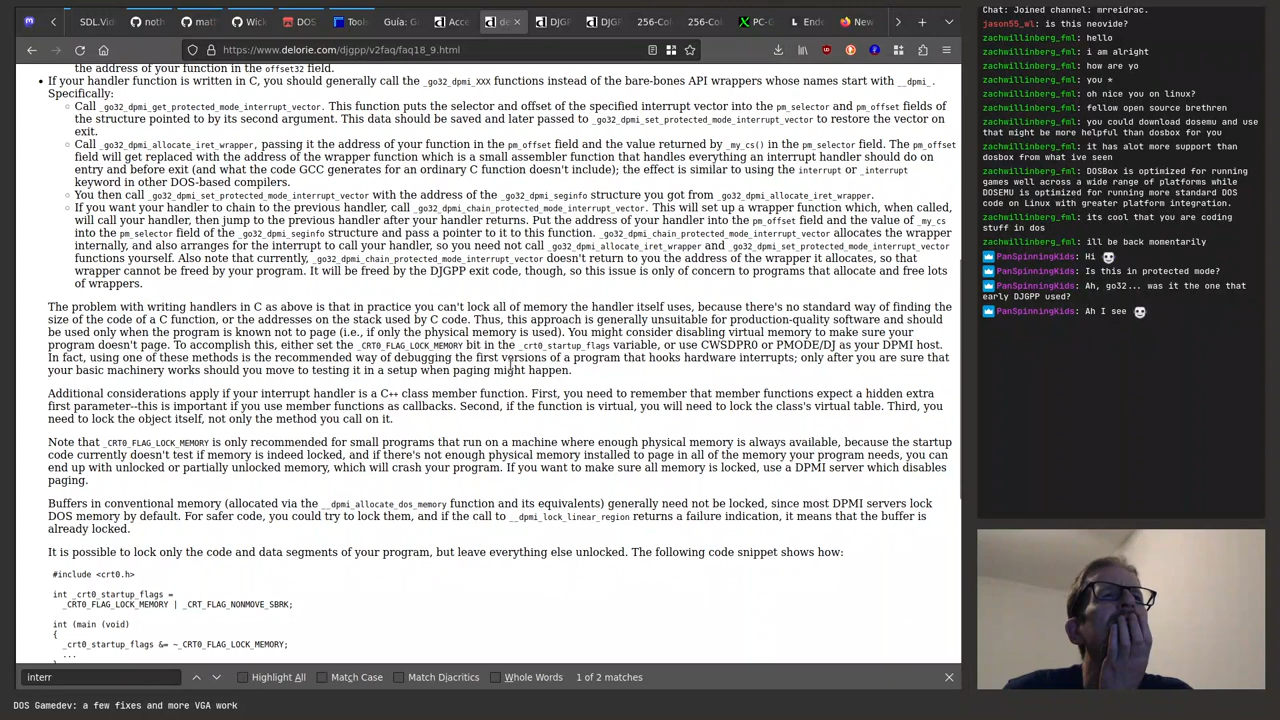 SDL.Vid
noth
mat
Wick
DOS
Tools
Guía: G
Acce
de
DJGP
DJGP
256-Col
256-Col
PC-G
Lende
New
https://www.delorie.com/djgpp/v2faq/faq18_9.html
the address of your function in the offset32 field.
If your handler function is written in C, you should generally call the _go32_dpmi_XXX functions instead of the bare-bones API wrappers whose names start with __dpmi_.
Specifically:
Call _go32_dpmi_get_protected_mode_interrupt_vector. This function puts the selector and offset of the specified interrupt vector into the pm_selector and pm_offset fields of
the structure pointed to by its second argument. This data should be saved and later passed to _go32_dpmi_set_protected_mode_interrupt_vector to restore the vector on
exit.
Call _go32_dpmi_allocate_iret_wrapper, passing it the address of your function in the pm_offset field and the value returned by _my_cs() in the pm_selector field. The pm_offset
field will get replaced with the address of the wrapper function which is a small assembler function that handles everything an interrupt handler should do on
entry and before exit (and what the code GCC generates for an ordinary C function doesn't include); the effect is similar to using the interrupt or _interrupt
keyword in other DOS-based compilers.
You then call _go32_dpmi_set_protected_mode_interrupt_vector with the address of the _go32_dpmi_seginfo structure you got from _go32_dpmi_allocate_iret_wrapper.
If you want your handler to chain to the previous handler, call _go32_dpmi_chain_protected_mode_interrupt_vector. This will set up a wrapper function which, when called,
will call your handler, then jump to the previous handler after your handler returns. Put the address of your handler into the pm_offset field and the value of _my_cs
into the pm_selector field of the _go32_dpmi_seginfo structure and pass a pointer to it to this function. _go32_dpmi_chain_protected_mode_interrupt_vector allocates the wrapper
internally, and also arranges for the interrupt to call your handler, so you need not call _go32_dpmi_allocate_iret_wrapper and _go32_dpmi_set_protected_mode_interrupt_vector
functions yourself. Also note that currently, _go32_dpmi_chain_protected_mode_interrupt_vector doesn't return to you the address of the wrapper it allocates, so that
wrapper cannot be freed by your program. It will be freed by the DJGPP exit code, though, so this issue is only of concern to programs that allocate and free lots
of wrappers.
The problem with writing handlers in C as above is that in practice you can't lock all of memory the handler itself uses, because there's no standard way of finding the
size of the code of a C function, or the addresses on the stack used by C code. Thus, this approach is generally unsuitable for production-quality software and should
be used only when the program is known not to page (i.e., if only the physical memory is used). You might consider disabling virtual memory to make sure your
program doesn't page. To accomplish this, either set the _CRT0_FLAG_LOCK_MEMORY bit in the _crt0_startup_flags variable, or use CWSDPR0 or PMODE/DJ as your DPMI host.
In fact, using one of these methods is the recommended way of debugging the first versions of a program that hooks hardware interrupts; only after you are sure that
your basic machinery works should you move to testing it in a setup when paging might happen.
Additional considerations apply if your interrupt handler is a C++ class member function. First, you need to remember that member functions expect a hidden extra
first parameter--this is important if you use member functions as callbacks. Second, if the function is virtual, you will need to lock the class's virtual table. Third, you
need to lock the object itself, not only the method you call on it.
Note that _CRT0_FLAG_LOCK_MEMORY is only recommended for small programs that run on a machine where enough physical memory is always available, because the startup
code currently doesn't test if memory is indeed locked, and if there's not enough physical memory installed to page in all of the memory your program needs, you can
end up with unlocked or partially unlocked memory, which will crash your program. If you want to make sure all memory is locked, use a DPMI server which disables
paging.
Buffers in conventional memory (allocated via the __dpmi_allocate_dos_memory function and its equivalents) generally need not be locked, since most DPMI servers lock
DOS memory by default. For safer code, you could try to lock them, and if the call to __dpmi_lock_linear_region returns a failure indication, it means that the buffer is
already locked.
It is possible to lock only the code and data segments of your program, but leave everything else unlocked. The following code snippet shows how:
#include <crt0.h>
int _crt0_startup_flags =
_CRT0_FLAG_LOCK_MEMORY | _CRT_FLAG_NONMOVE_SBRK;
int (main (void)
{
_crt0_startup_flags &= ~_CRT0_FLAG_LOCK_MEMORY;
...
interr
Highlight All
Match Case
Match Diacritics
Whole Words
1 of 2 matches
DOS Gamedev: a few fixes and more VGA work
Chat: Joined channel: mrreidrac.
jason55_wl: is this neovide?
zachwillinberg_fml: hello
zachwillinberg_fml: i am alright
zachwillinberg_fml: how are yo
zachwillinberg_fml: you *
zachwillinberg_fml: oh nice you on linux?
zachwillinberg_fml: fellow open source brethren
zachwillinberg_fml: you could download dosemu and use
that might be more helpful than dosbox for you
zachwillinberg_fml: it has alot more support than
dosbox from what ive seen
zachwillinberg_fml: DOSBox is optimized for running
games well across a wide range of platforms while
DOSEMU is optimized for running more standard DOS
code on Linux with greater platform integration.
zachwillinberg_fml: its cool that you are coding
stuff in dos
zachwillinberg_fml: ill be back momentarily
PanSpinningKids: Hi
PanSpinningKids: Is this in protected mode?
PanSpinningKids: Ah, go32... was it the one that
early DJGPP used?
PanSpinningKids: Ah I see